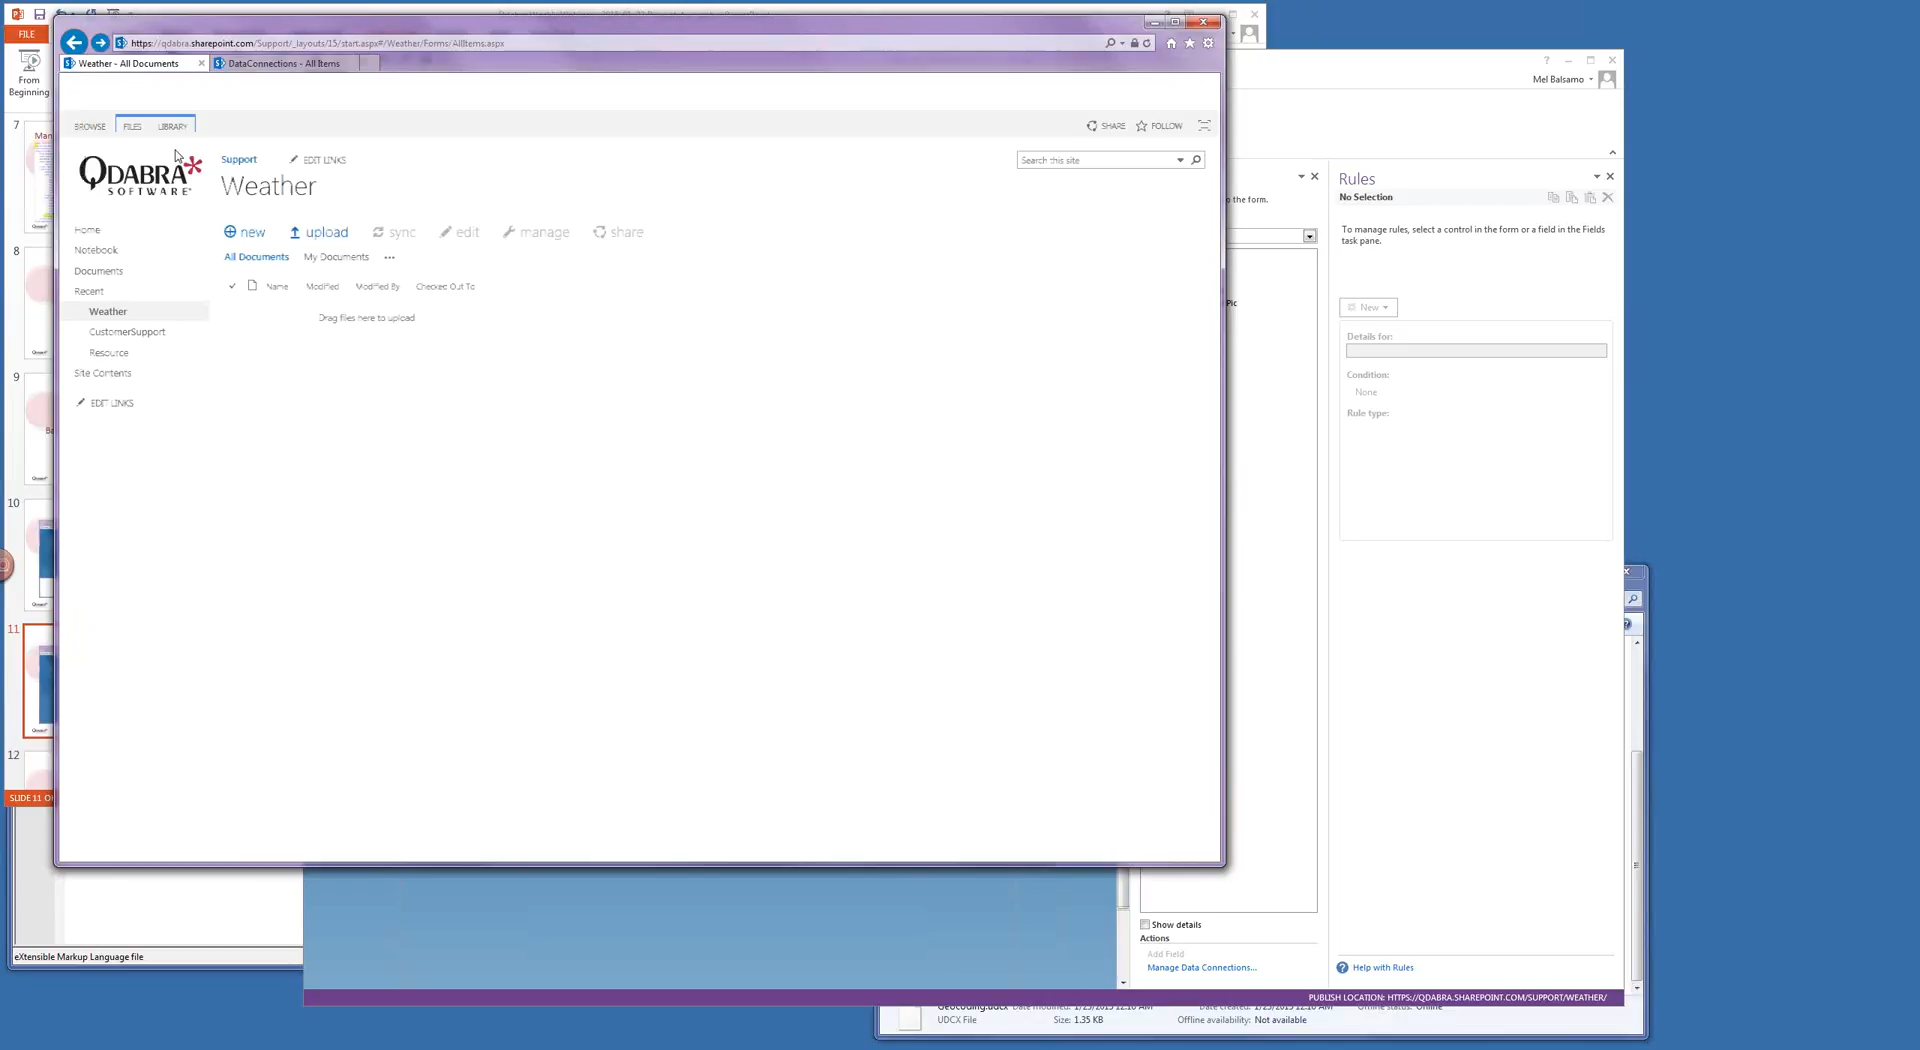 FILE
From
Beginning
https://qdabra.sharepoint.com/Support/_layouts/15/start.aspx#/Weather/Forms/AllItems.aspx
Weather - All Documents
DataConnections - All Items
BROWSE
FILES
LIBRARY
SHARE
FOLLOW
QDABRA
SOFTWARE
Support
EDIT LINKS
Weather
Search this site
new
upload
sync
edit
manage
share
All Documents
My Documents
...
Name
Modified
Modified By
Checked Out To
Drag files here to upload
Home
Notebook
Documents
Recent
Weather
CustomerSupport
Resource
Site Contents
EDIT LINKS
7
Man
8
9
Ba
10
11
12
SLIDE 11 O
eXtensible Markup Language file
Mel Balsamo
o the form.
Pic
Show details
Actions
Add Field
Manage Data Connections...
Rules
No Selection
To manage rules, select a control in the form or a field in the Fields
task pane.
New
Details for:
Condition:
None
Rule type:
Help with Rules
PUBLISH LOCATION: HTTPS://QDABRA.SHAREPOINT.COM/SUPPORT/WEATHER/
UDCX File
Size: 1.35 KB
Offline availability: Not available